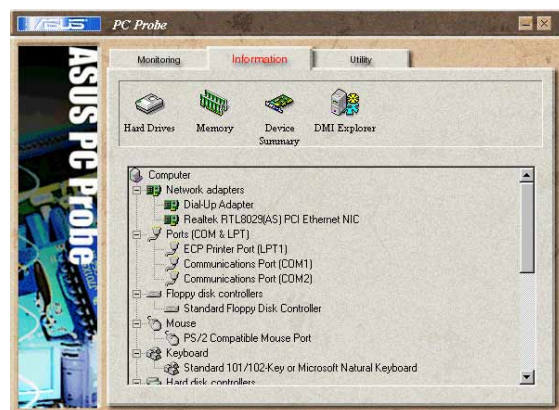 ASUS PC Probe
Monitoring Information Utility
ASUS PC Probe
Hard Drives Memory Device Summary DMI Explorer
Computer
Network adapters
Dial-Up Adapter
Realtek RTL8029(AS) PCI Ethernet NIC
Ports (COM & LPT)
ECP Printer Port (LPT1)
Communications Port (COM1)
Communications Port (COM2)
Floppy disk controllers
Standard Floppy Disk Controller
Mouse
PS/2 Compatible Mouse Port
Keyboard
Standard 101/102-Key or Microsoft Natural Keyboard
Hard disk controllers